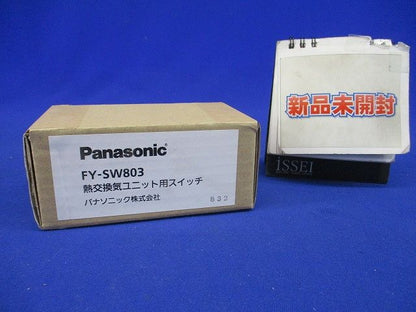 Panasonic
FY-SW803
熱交換気ユニット用スイッチ
パナソニック株式会社
833
新品未開封
iSSEI